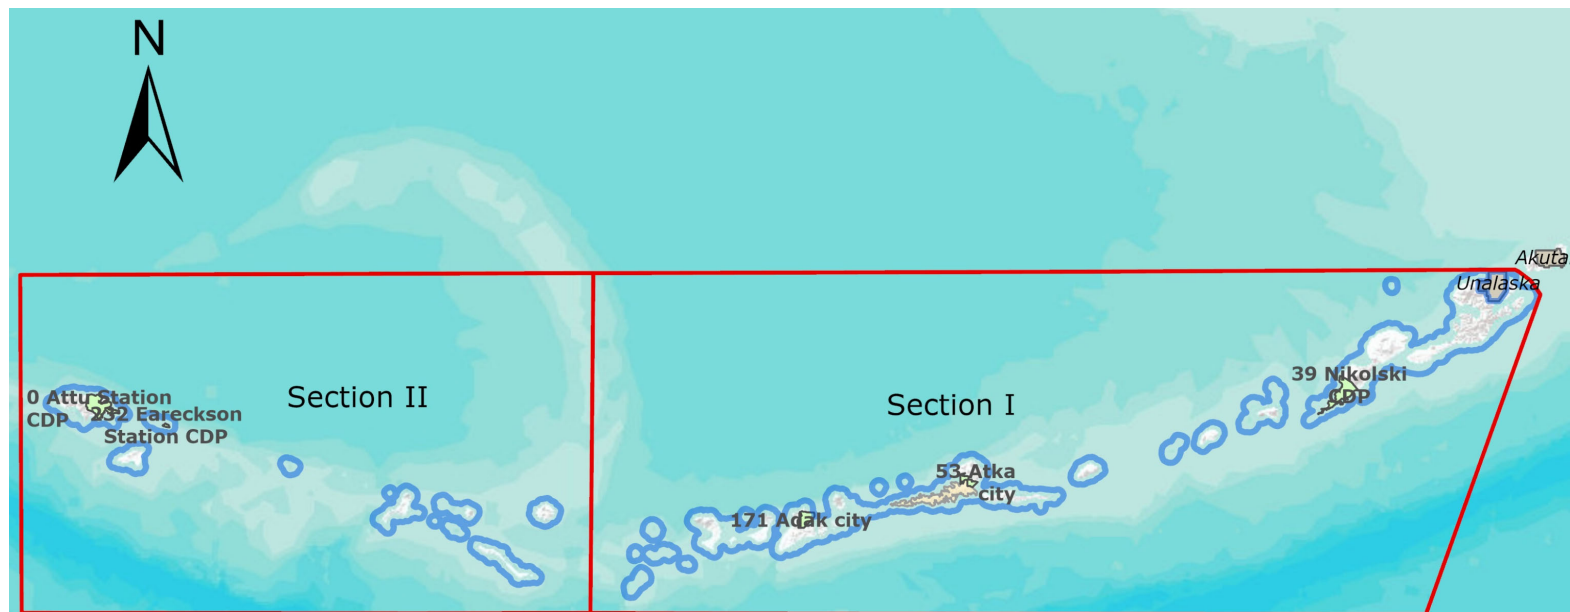 N
Akuta
Unalaska
39 Nikolski
CDP
0 Attu Station
CDP
232 Eareckson
Station CDP
Section II
Section I
53 Atka
city
171 Adak city